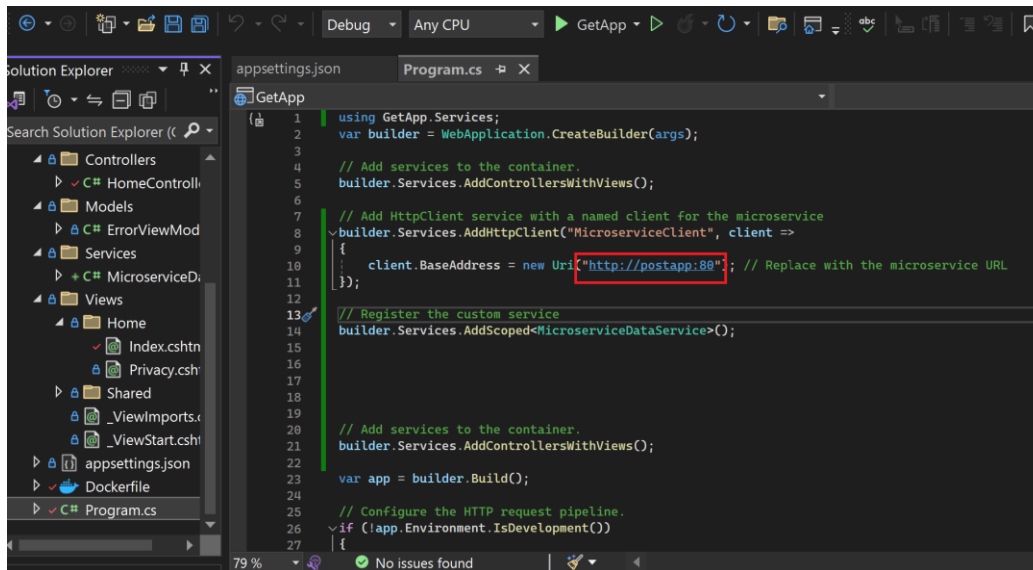 Debug
Any CPU
GetApp
abc
Solution Explorer
appsettings.json
Program.cs
GetApp
Search Solution Explorer (C
Controllers
C# HomeControll
Models
C# ErrorViewMod
Services
+ C# MicroserviceDa
Views
Home
Index.cshtm
Privacy.csh
Shared
_ViewImports.c
_ViewStart.csht
appsettings.json
Dockerfile
C# Program.cs
1 using GetApp.Services;
2 var builder = WebApplication.CreateBuilder(args);
3
4 // Add services to the container.
5 builder.Services.AddControllersWithViews();
6
7 // Add HttpClient service with a named client for the microservice
8 builder.Services.AddHttpClient("MicroserviceClient", client =>
9 {
10 client.BaseAddress = new Uri("http://postapp:80"); // Replace with the microservice URL
11 });
12
13 // Register the custom service
14 builder.Services.AddScoped<MicroserviceDataService>();
15
16
17
18
19
20 // Add services to the container.
21 builder.Services.AddControllersWithViews();
22
23 var app = builder.Build();
24
25 // Configure the HTTP request pipeline.
26 if (!app.Environment.IsDevelopment())
27 {
79 %
No issues found